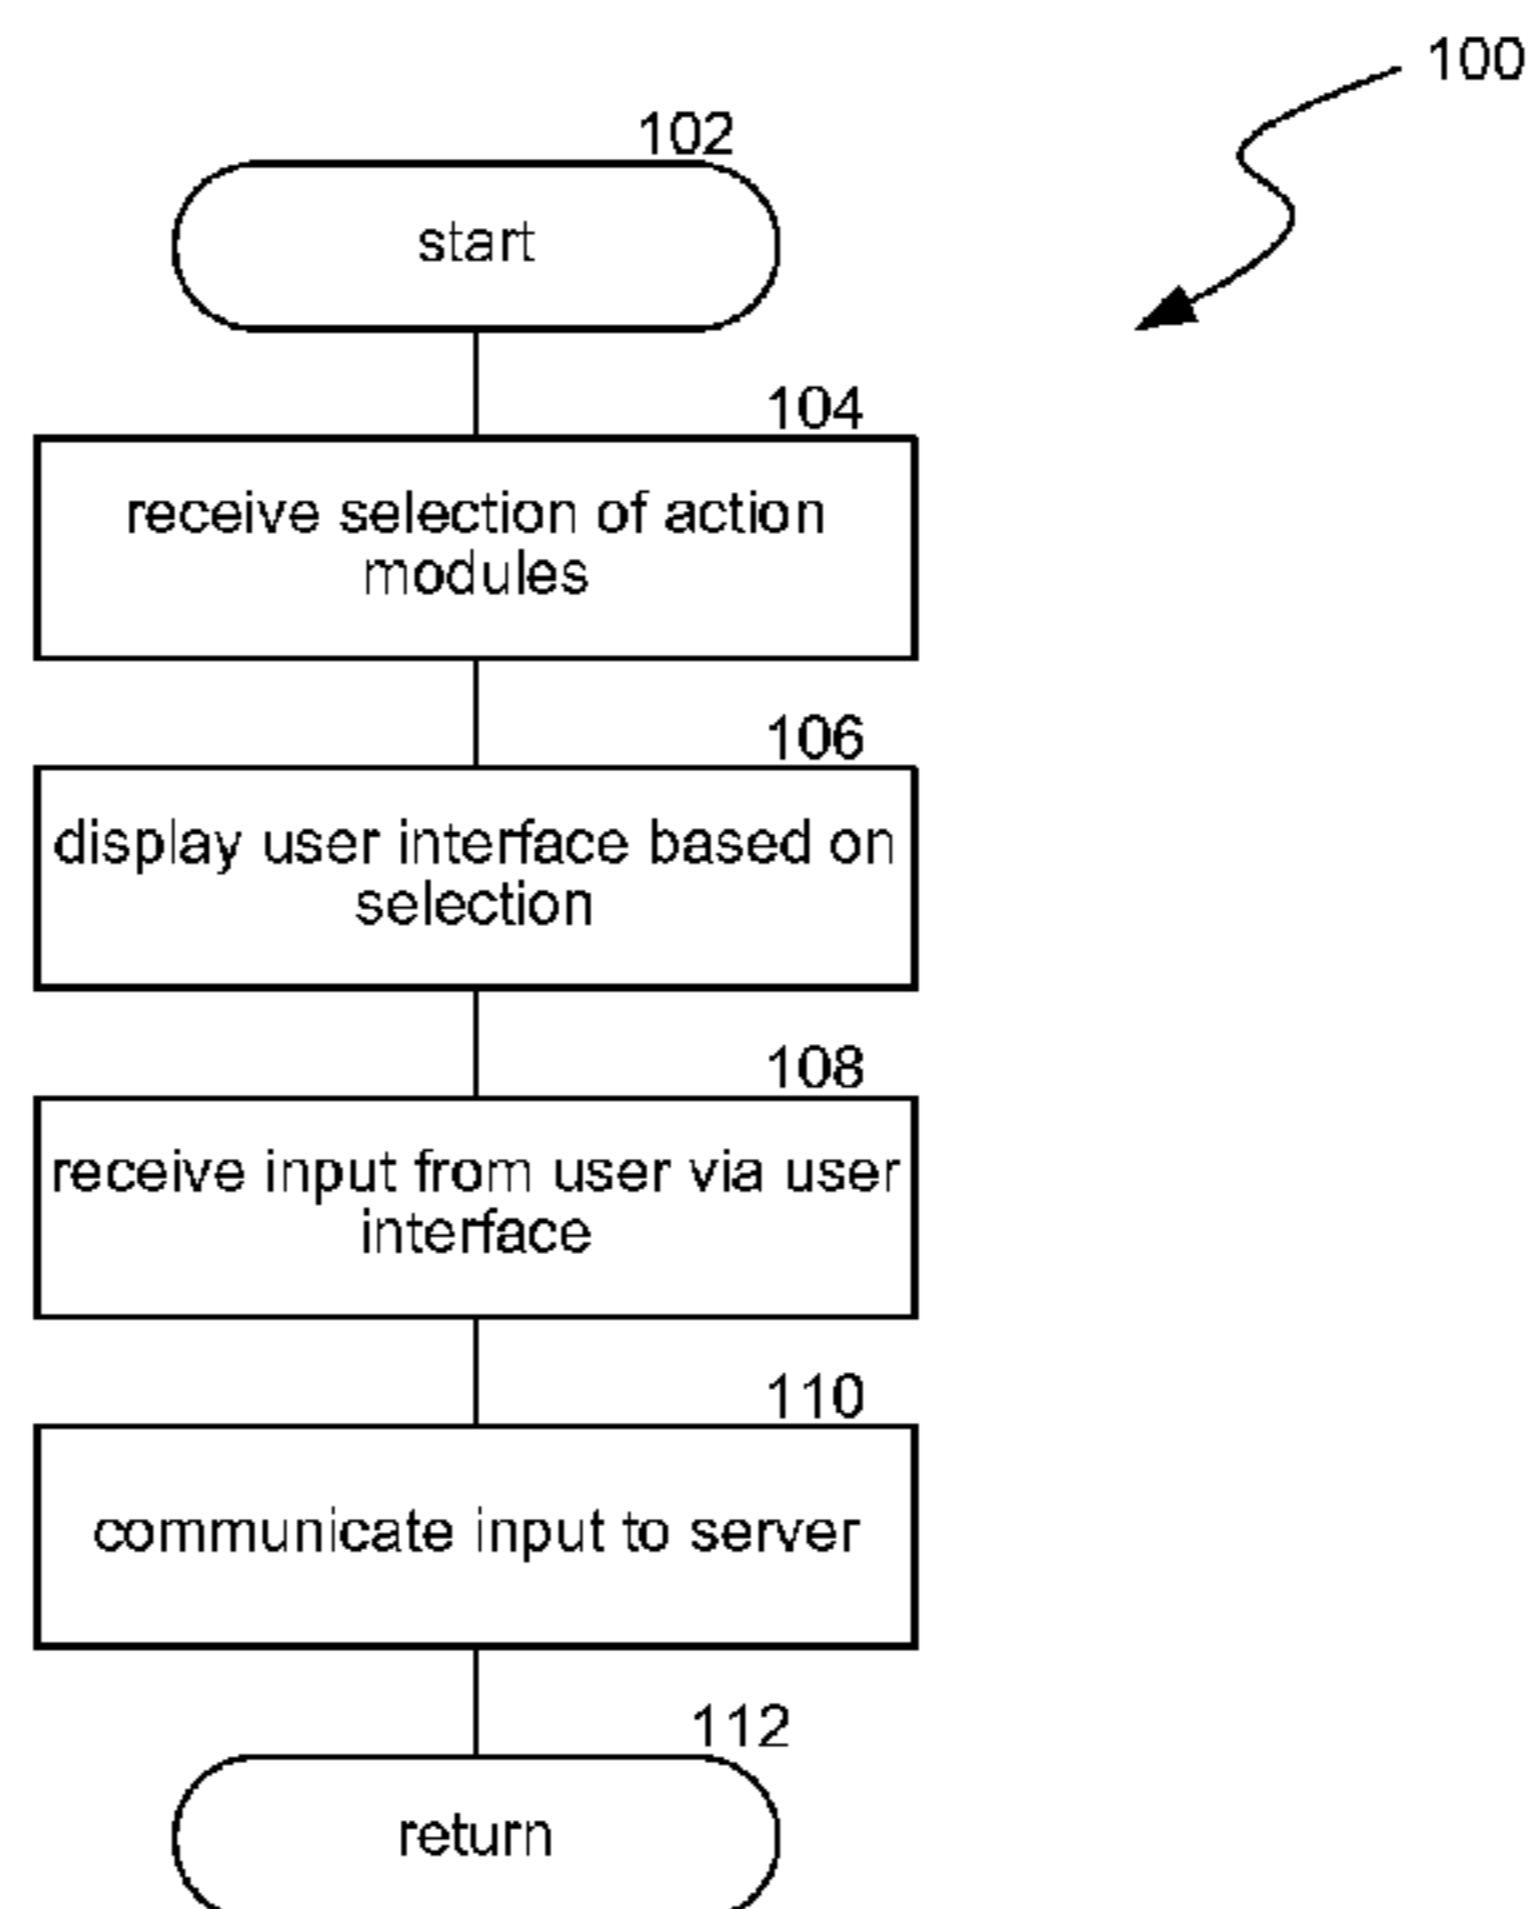 100
102
start
104
receive selection of action
modules
106
display user interface based on
selection
108
receive input from user via user
interface
110
communicate input to server
112
return